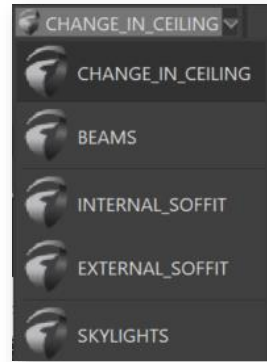 CHANGE_IN_CEILING
CHANGE_IN_CEILING
BEAMS
INTERNAL_SOFFIT
EXTERNAL_SOFFIT
SKYLIGHTS